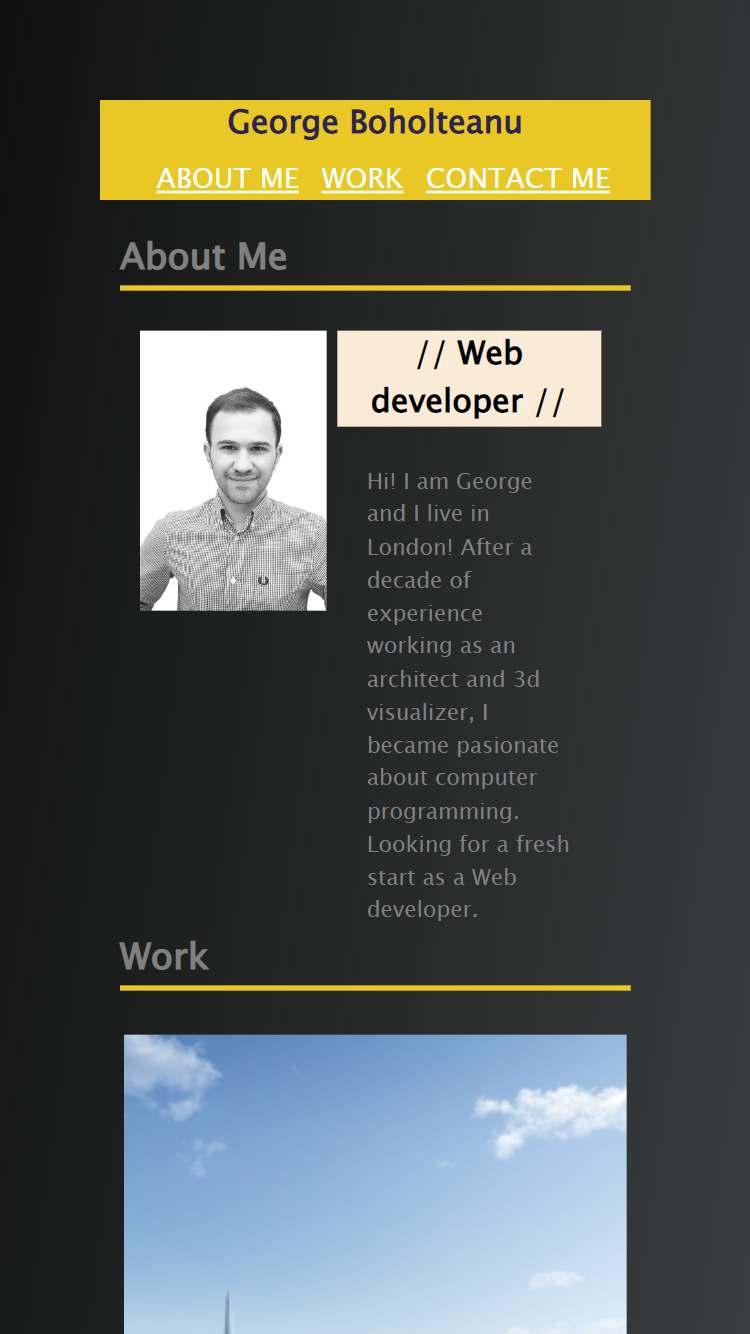 George Boholteanu
ABOUT ME WORK CONTACT ME
About Me
// Web
developer //
Hi! I am George
and I live in
London! After a
decade of
experience
working as an
architect and 3d
visualizer, I
became pasionate
about computer
programming.
Looking for a fresh
start as a Web
developer.
Work